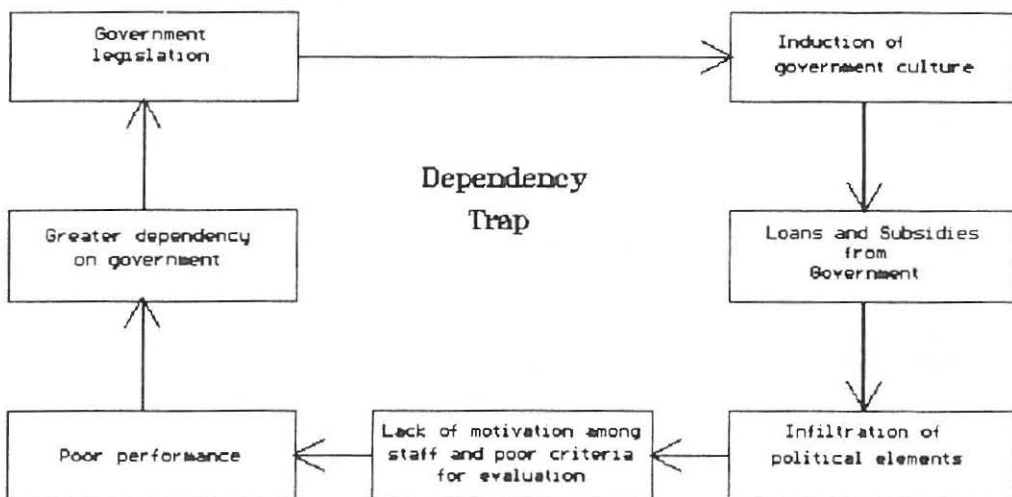 Government
legislation
Induction of
government culture
Dependency
Trap
Greater dependency
on government
Loans and Subsidies
from
Government
Poor performance
Lack of motivation among
staff and poor criteria
for evaluation
Infiltration of
political elements